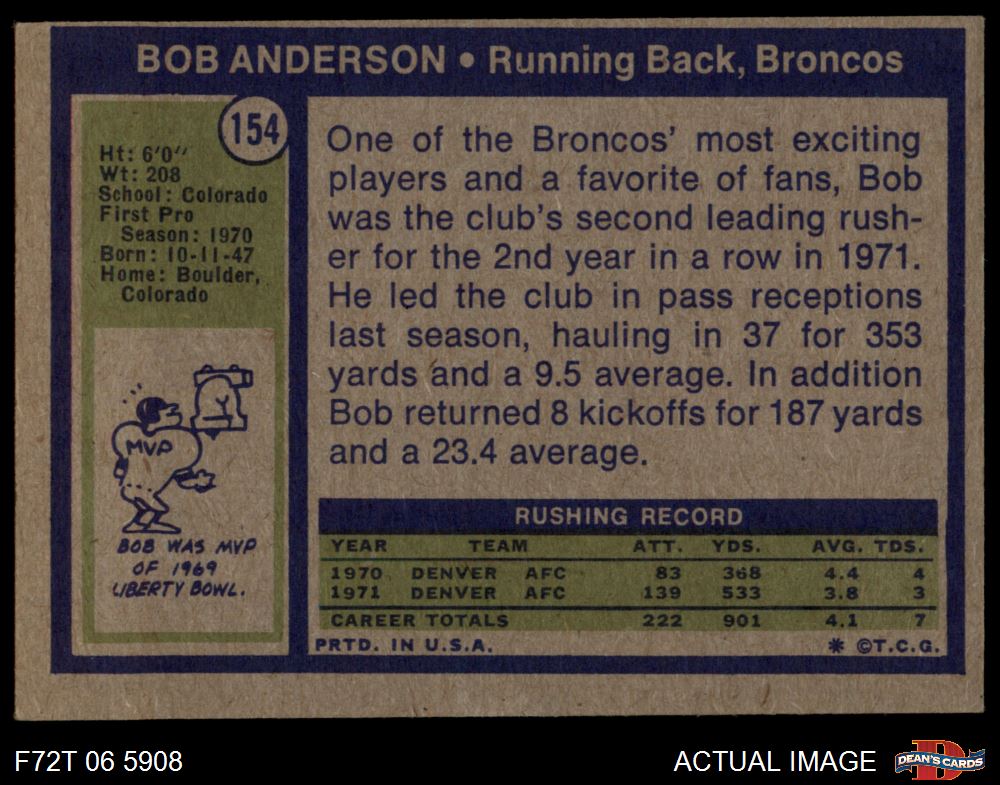 BOB ANDERSON • Running Back, Broncos
154
Ht: 6'0"
Wt: 208
School: Colorado
First Pro
Season: 1970
Born: 10-11-47
Home: Boulder,
Colorado
MVP
BOB WAS MVP
OF 1969
LIBERTY BOWL.
One of the Broncos' most exciting
players and a favorite of fans, Bob
was the club's second leading rush-
er for the 2nd year in a row in 1971.
He led the club in pass receptions
last season, hauling in 37 for 353
yards and a 9.5 average. In addition
Bob returned 8 kickoffs for 187 yards
and a 23.4 average.
RUSHING RECORD
YEAR TEAM ATT. YDS. AVG. TDS.
1970 DENVER AFC 83 368 4.4 4
1971 DENVER AFC 139 533 3.8 3
CAREER TOTALS 222 901 4.1 7
PRTD. IN U.S.A. * ©T.C.G.
F72T 06 5908
ACTUAL IMAGE
D
DEAN'S CARDS